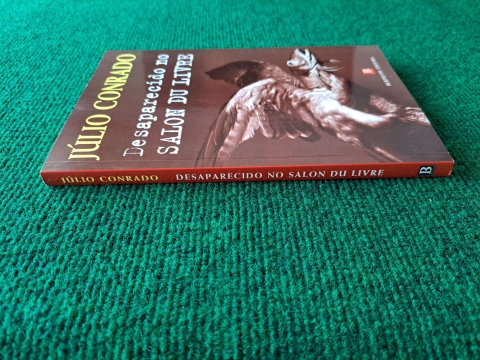 JÚLIO CONRADO
Desaparecido no
SALON DU LIVRE
JÚLIO CONRADO DESAPARECIDO NO SALON DU LIVRE B